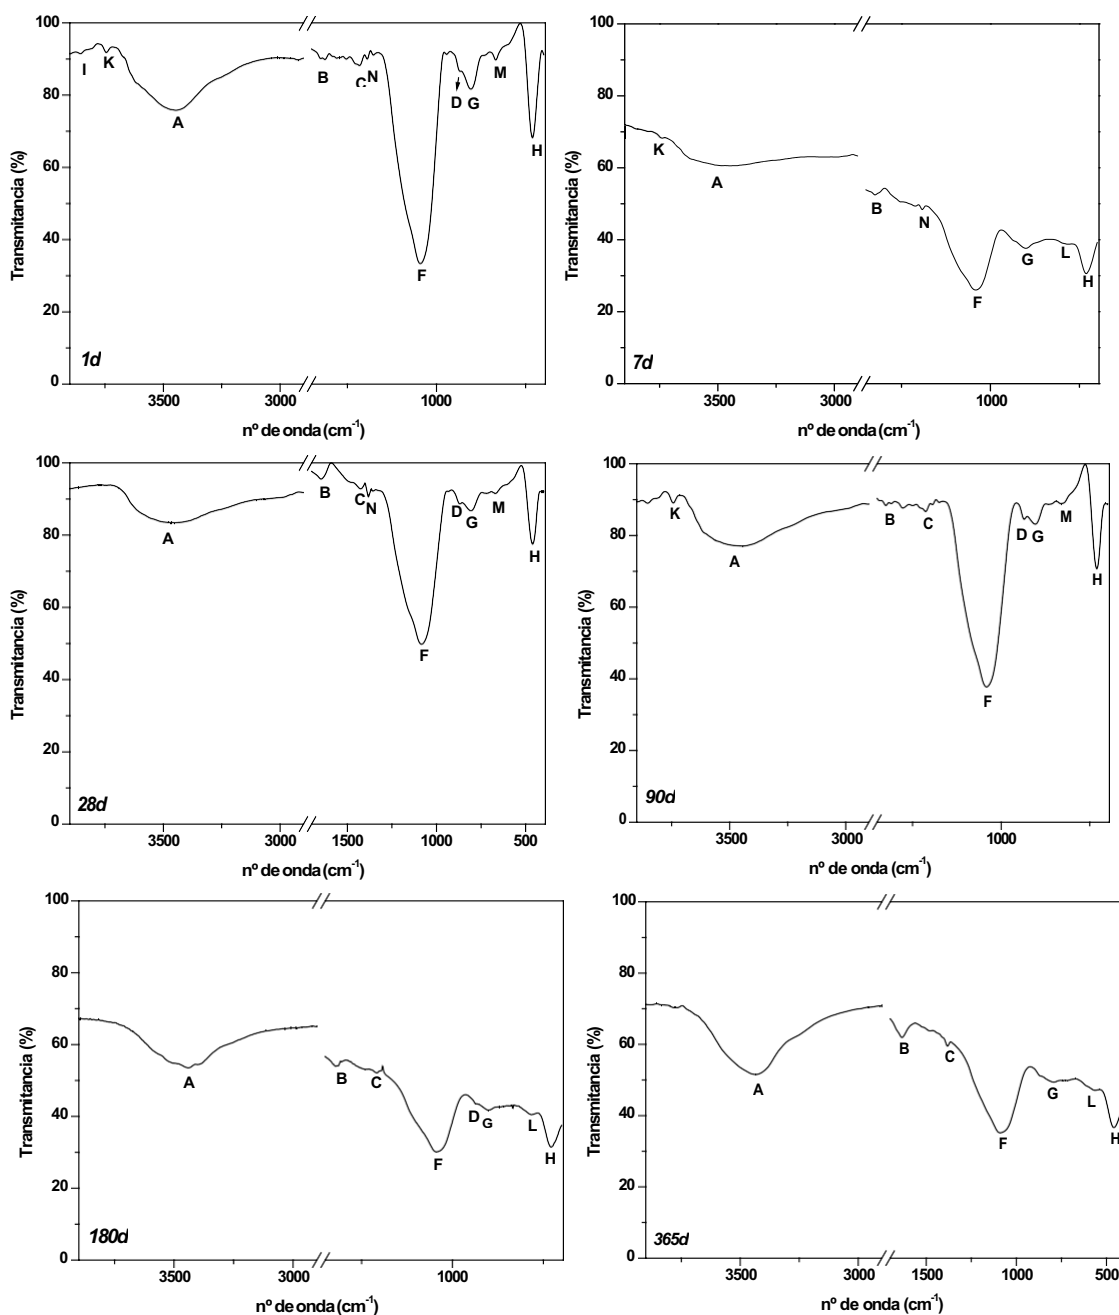 100
80
60
40
20
0
Transmitancia (%)
I K A B C N F D G M H
1d
3500 3000 1000
nº de onda (cm-1)
100
80
60
40
20
0
Transmitancia (%)
K A B N F G L H
7d
3500 3000 1000
nº de onda (cm-1)
100
80
60
40
20
0
Transmitancia (%)
A B C N F D G M H
28d
3500 3000 1500 1000 500
nº de onda (cm-1)
100
80
60
40
20
0
Transmitancia (%)
K A B C F D G M H
90d
3500 3000 1000
nº de onda (cm-1)
100
80
60
40
20
0
Transmitancia (%)
A B C F D G L H
180d
3500 3000 1000
nº de onda (cm-1)
100
80
60
40
20
0
Transmitancia (%)
A B C F G L H
365d
3500 3000 1500 1000 500
nº de onda (cm-1)